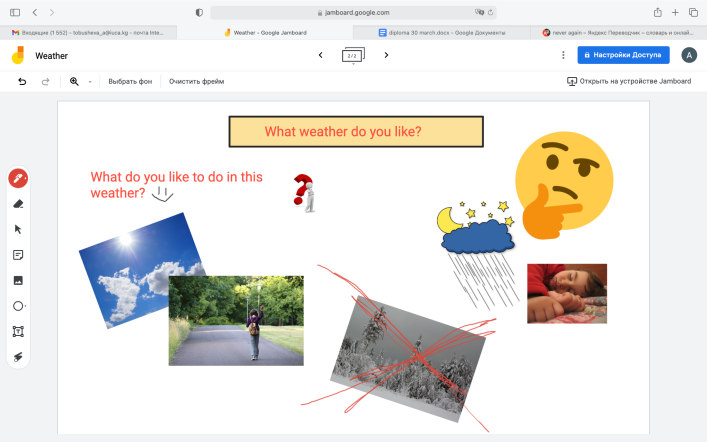 jamboard.google.com
Входящие (1 552) – tobusheva_a@iuca.kg – почта Inte...
Weather – Google Jamboard
diploma 30 march.docx – Google Документы
never again – Яндекс Переводчик – словарь и онлай...
Weather
2/2
Настройки Доступа
A
Выбрать фон
Очистить фрейм
Открыть на устройстве Jamboard
What weather do you like?
What do you like to do in this
weather?